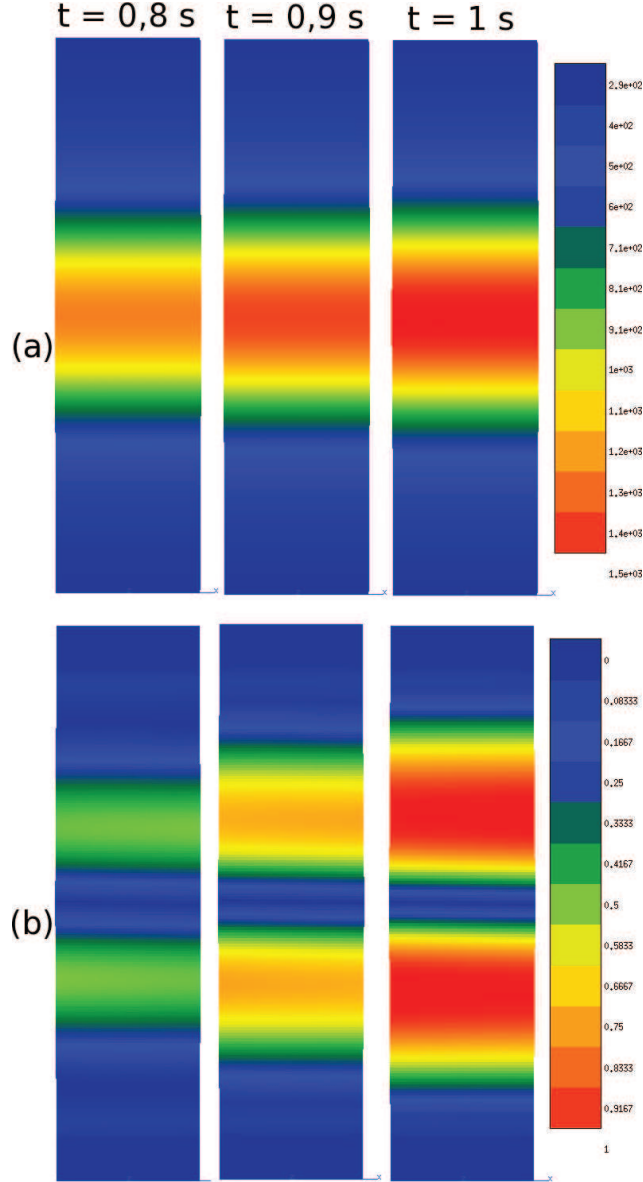 t = 0,8 s
t = 0,9 s
t = 1 s
2.9e+02
4e+02
5e+02
6e+02
7.1e+02
8.1e+02
9.1e+02
1e+03
1.1e+03
1.2e+03
1.3e+03
1.4e+03
1.5e+03
(a)
x
x
x
0
0.08333
0.1667
0.25
0.3333
0.4167
0.5
0.5833
0.6667
0.75
0.8333
0.9167
1
(b)
x
x